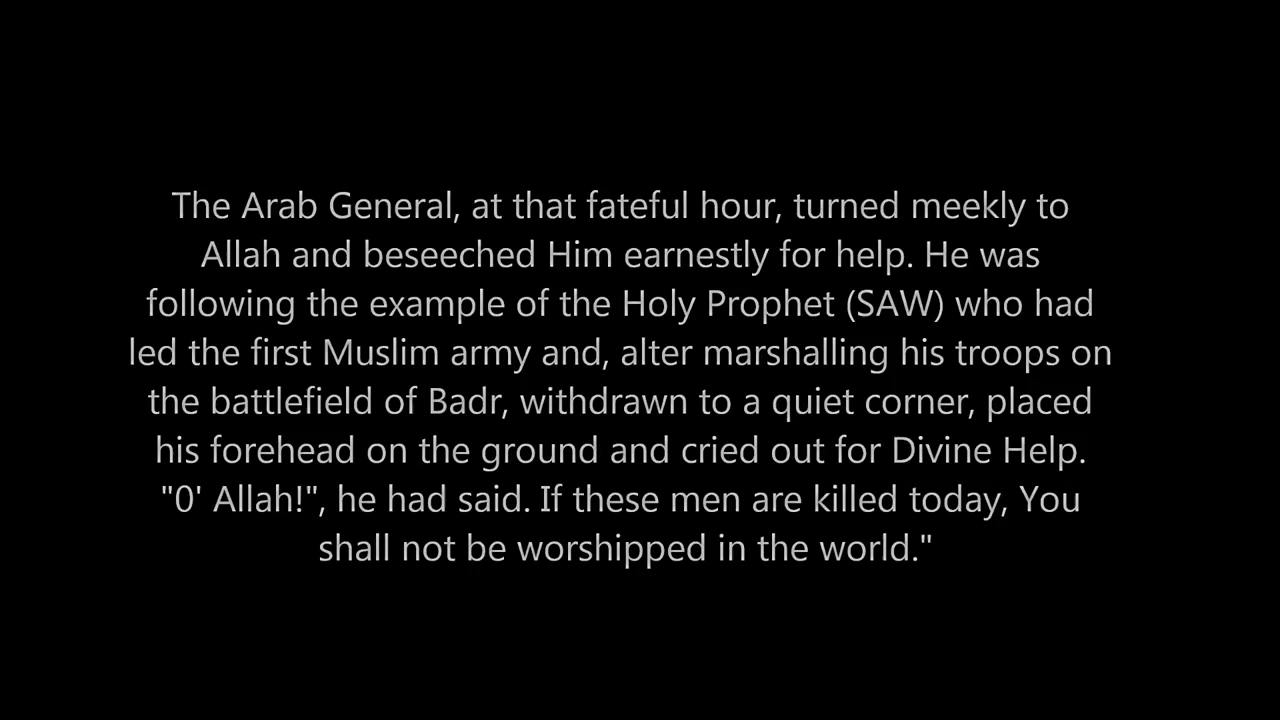 The Arab General, at that fateful hour, turned meekly to
Allah and beseeched Him earnestly for help. He was
following the example of the Holy Prophet (SAW) who had
led the first Muslim army and, alter marshalling his troops on
the battlefield of Badr, withdrawn to a quiet corner, placed
his forehead on the ground and cried out for Divine Help.
"0' Allah!", he had said. If these men are killed today, You
shall not be worshipped in the world."